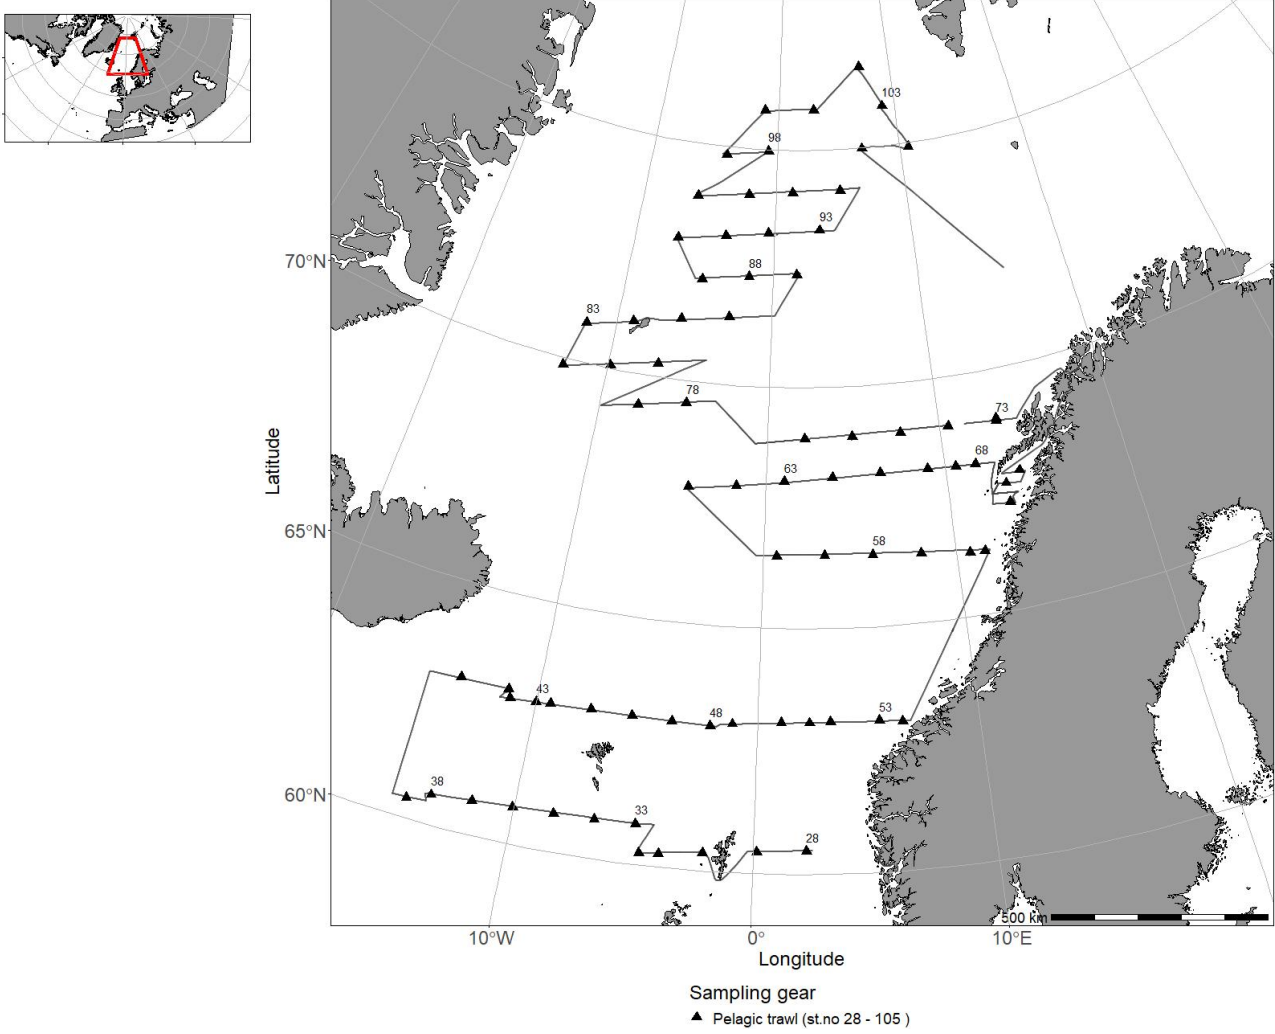 103
98
93
88
70°N
83
78
73
68
63
Latitude
65°N
58
43
48
53
38
60°N
33
28
500 km
10°W
0°
10°E
Longitude
Sampling gear
Pelagic trawl (st.no 28 - 105 )